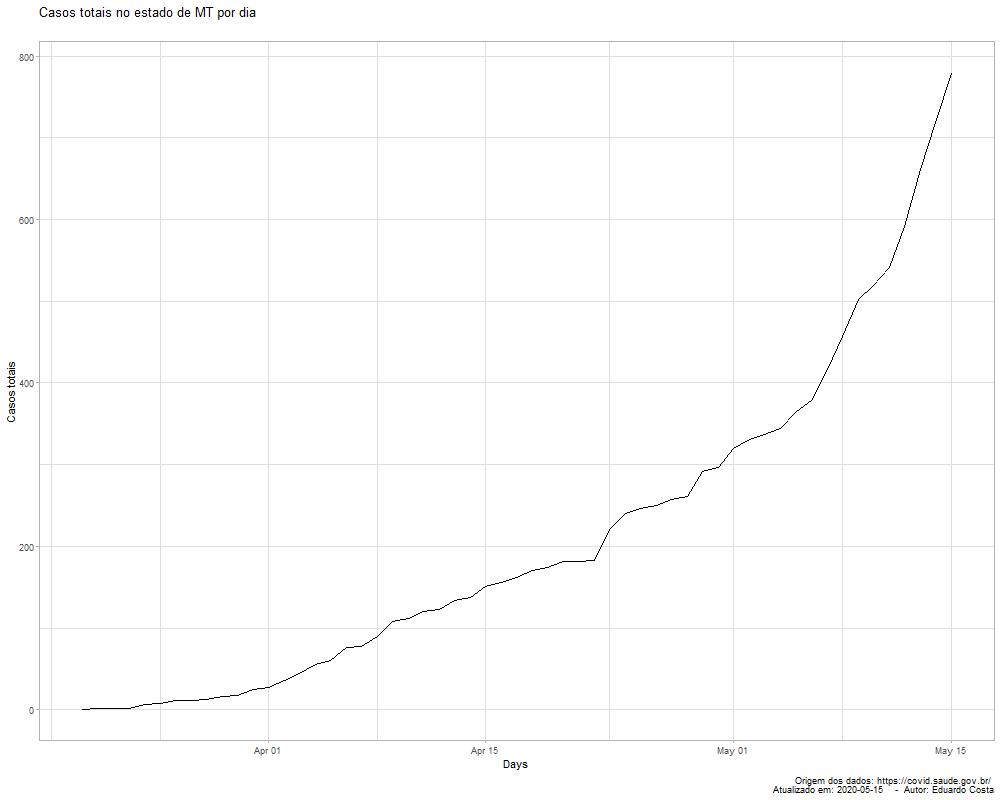 Casos totais no estado de MT por dia
800
600
400
200
0
Casos totais
Apr 01
Apr 15
May 01
May 15
Days
Origem dos dados: https://covid.saude.gov.br/
Atualizado em: 2020-05-15 - Autor: Eduardo Costa